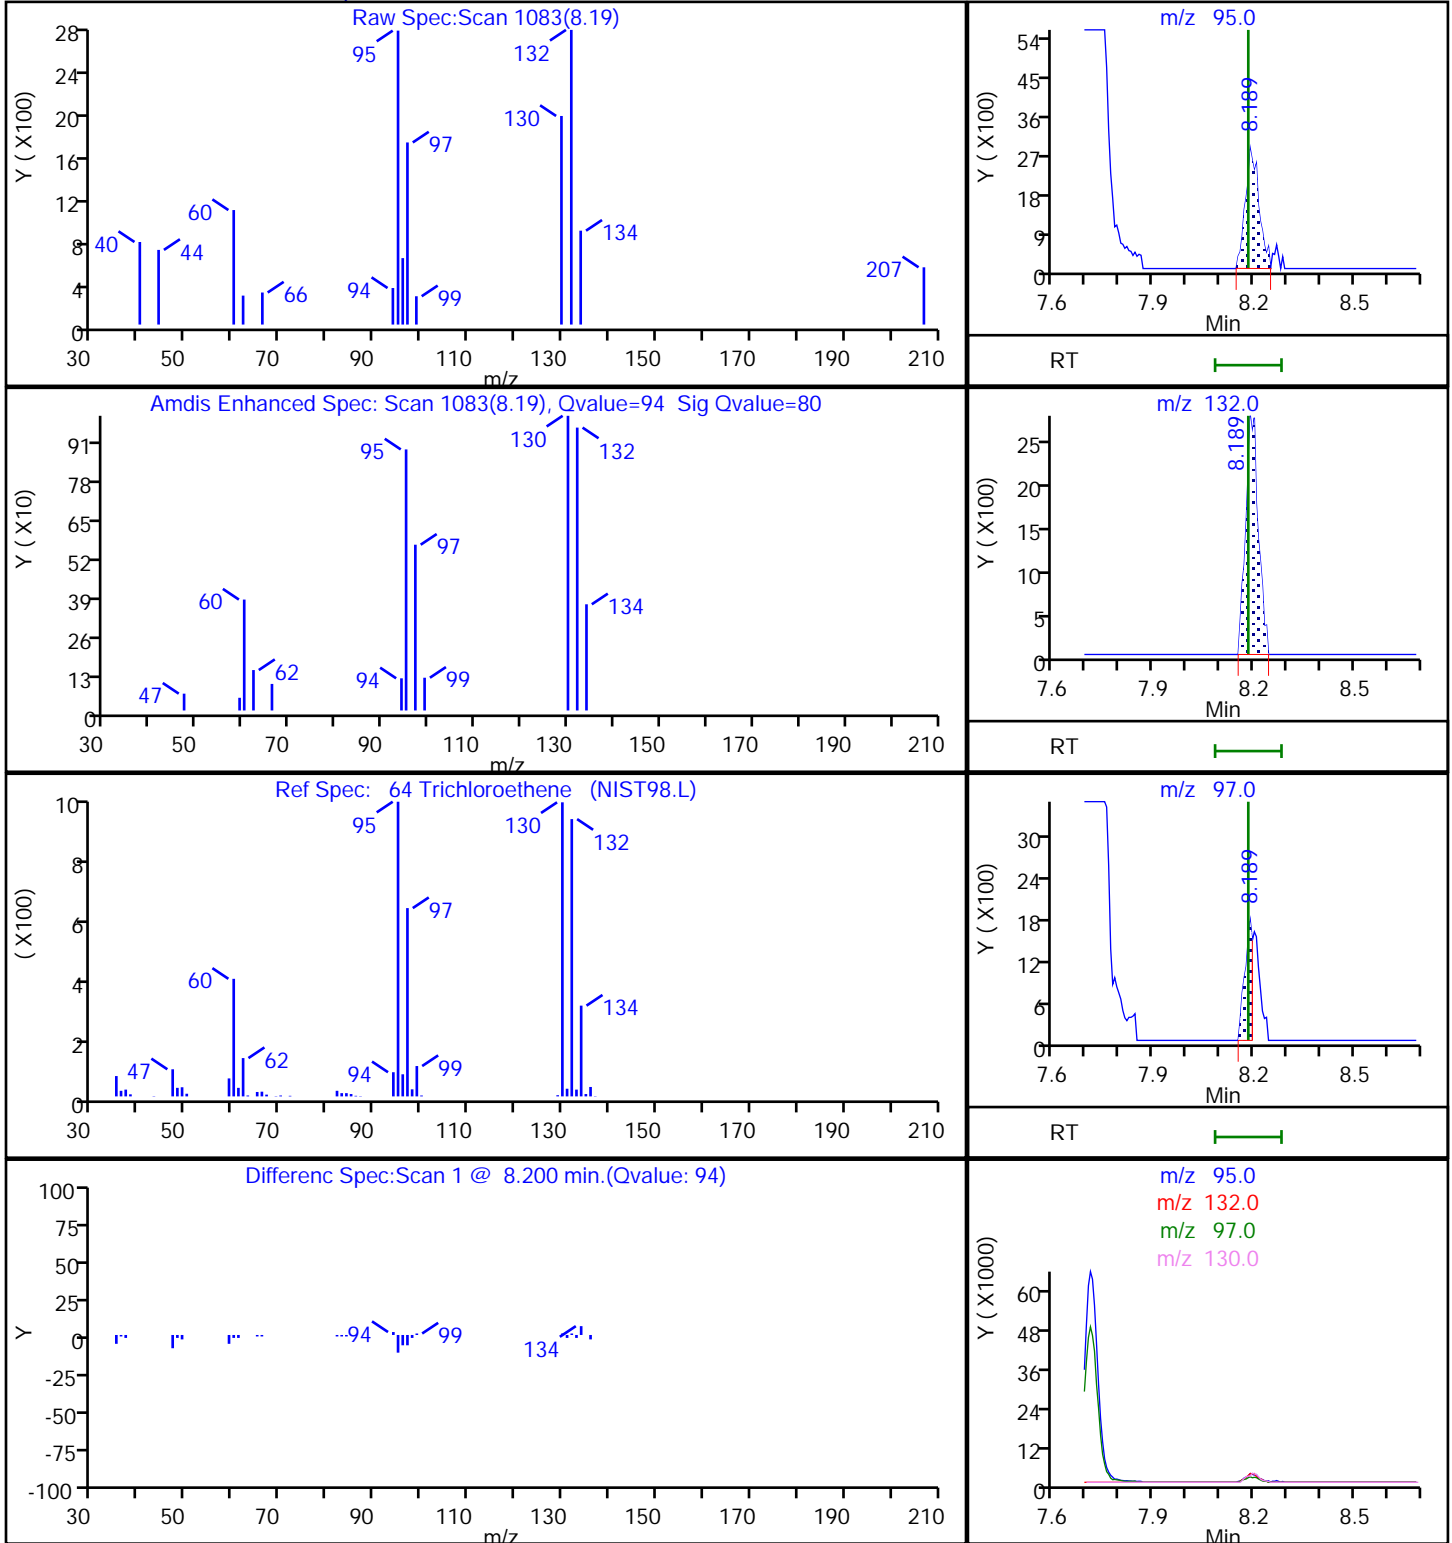 Raw Spec:Scan 1083(8.19)
Y ( X100)
28
24
20
16
12
8
4
0
95
132
130
97
60
40
44
134
207
94
66
99
30 50 70 90 110 130 150 170 190 210
m/z
m/z 95.0
Y ( X100)
54
45
36
27
18
9
0
8.189
7.6 7.9 8.2 8.5
Min
RT
Amdis Enhanced Spec: Scan 1083(8.19), Qvalue=94 Sig Qvalue=80
Y ( X10)
91
78
65
52
39
26
13
0
130
132
95
97
60
134
47
62
94
99
30 50 70 90 110 130 150 170 190 210
m/z
m/z 132.0
Y ( X100)
25
20
15
10
5
0
8.189
7.6 7.9 8.2 8.5
Min
RT
Ref Spec: 64 Trichloroethene (NIST98.L)
( X100)
10
8
6
4
2
0
95
130
132
97
60
134
47
62
94
99
30 50 70 90 110 130 150 170 190 210
m/z
m/z 97.0
Y ( X100)
30
24
18
12
6
0
8.189
7.6 7.9 8.2 8.5
Min
RT
Differenc Spec:Scan 1 @ 8.200 min.(Qvalue: 94)
Y
100
75
50
25
0
-25
-50
-75
-100
94
99
134
30 50 70 90 110 130 150 170 190 210
m/z
m/z 95.0
m/z 132.0
m/z 97.0
m/z 130.0
Y ( X1000)
60
48
36
24
12
0
7.6 7.9 8.2 8.5
Min